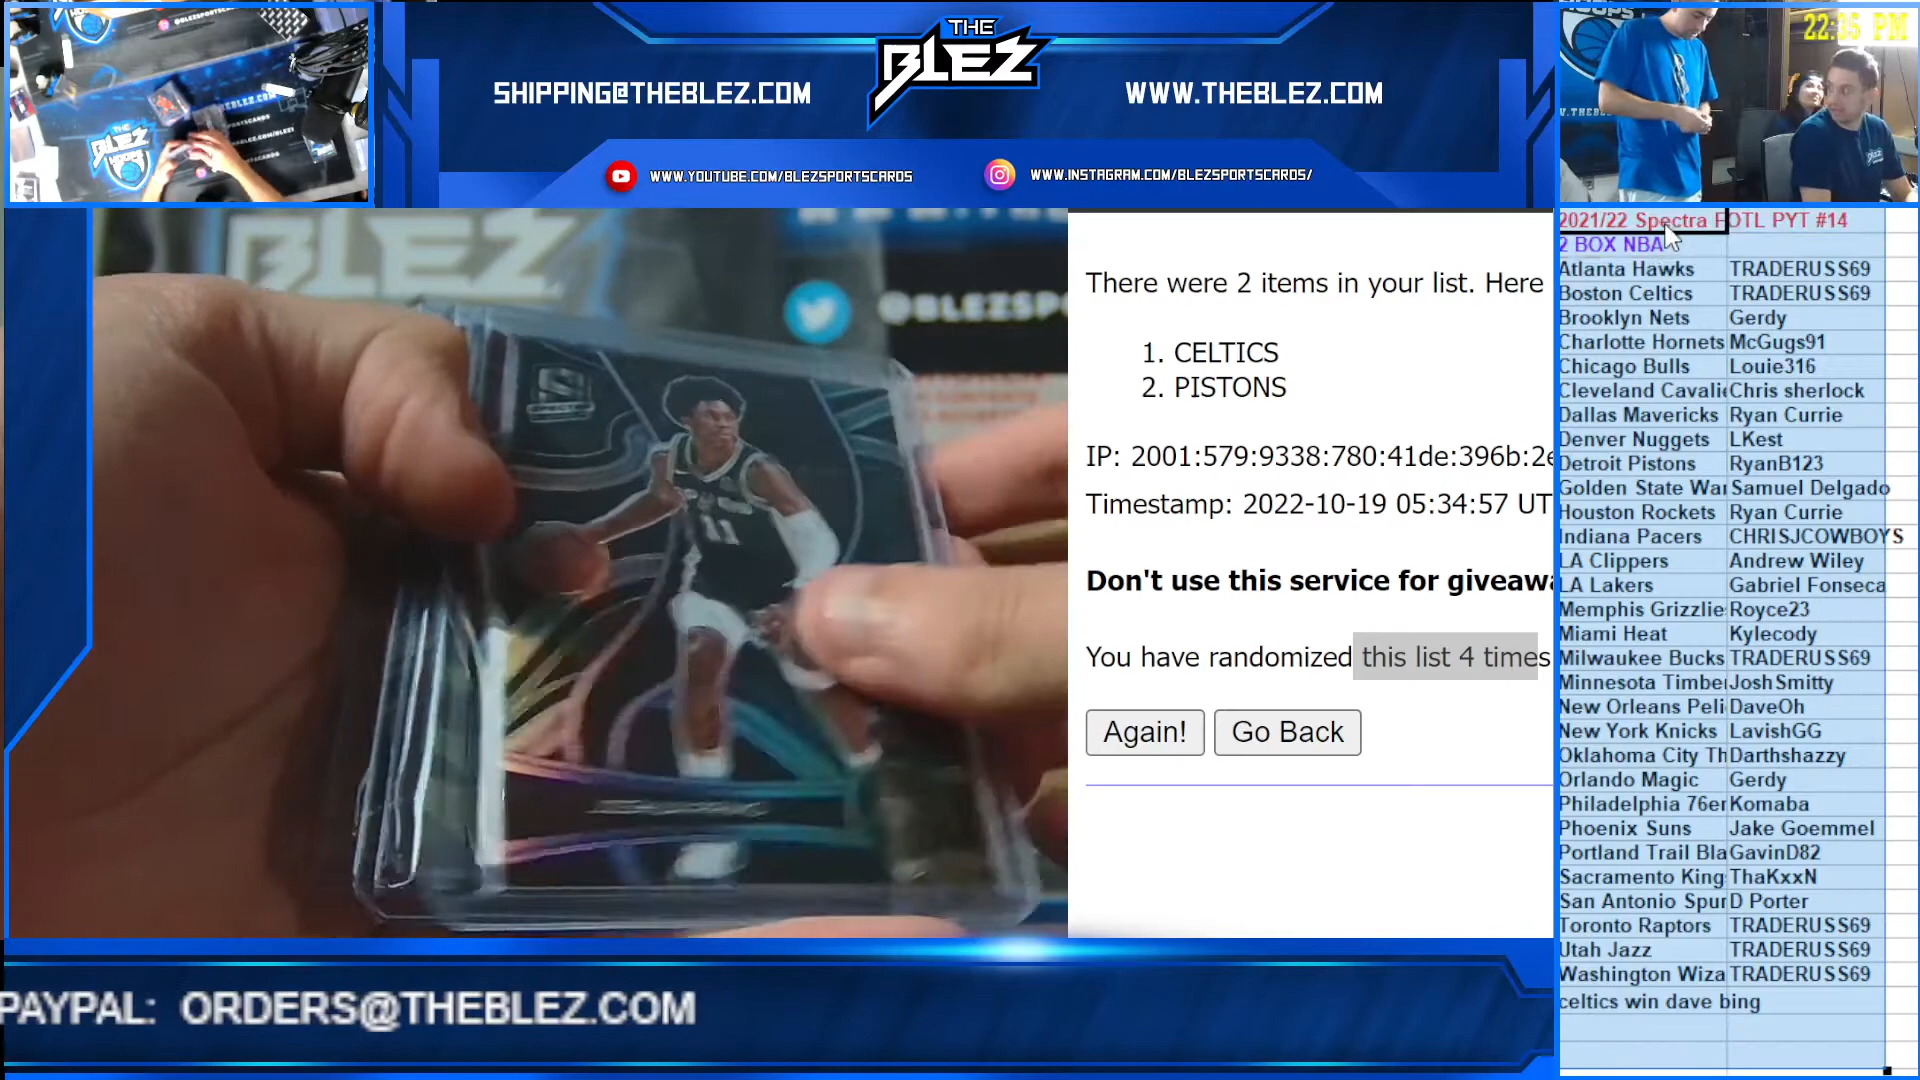 THE
BLEZ
SHIPPING@THEBLEZ.COM
WWW.THEBLEZ.COM
WWW.YOUTUBE.COM/BLEZSPORTSCARDS
WWW.INSTAGRAM.COM/BLEZSPORTSCARDS/
22:35 PM
BLEZ
@BLEZSP
SPECTRA
11
There were 2 items in your list. Here
1. CELTICS
2. PISTONS
IP: 2001:579:9338:780:41de:396b:2e
Timestamp: 2022-10-19 05:34:57 UT
Don't use this service for giveaw
You have randomized this list 4 times
Again! Go Back
2021/22 Spectra FOTL PYT #14
2 BOX NBA
Atlanta Hawks TRADERUSS69
Boston Celtics TRADERUSS69
Brooklyn Nets Gerdy
Charlotte Hornets McGugs91
Chicago Bulls Louie316
Cleveland Cavali Chris sherlock
Dallas Mavericks Ryan Currie
Denver Nuggets LKest
Detroit Pistons RyanB123
Golden State War Samuel Delgado
Houston Rockets Ryan Currie
Indiana Pacers CHRISJCOWBOYS
LA Clippers Andrew Wiley
LA Lakers Gabriel Fonseca
Memphis Grizzlie Royce23
Miami Heat Kylecody
Milwaukee Bucks TRADERUSS69
Minnesota Timbe JoshSmitty
New Orleans Peli DaveOh
New York Knicks LavishGG
Oklahoma City Th Darthshazzy
Orlando Magic Gerdy
Philadelphia 76er Komaba
Phoenix Suns Jake Goemmel
Portland Trail Bla GavinD82
Sacramento King ThaKxxN
San Antonio Spur D Porter
Toronto Raptors TRADERUSS69
Utah Jazz TRADERUSS69
Washington Wiza TRADERUSS69
celtics win dave bing
PAYPAL: ORDERS@THEBLEZ.COM